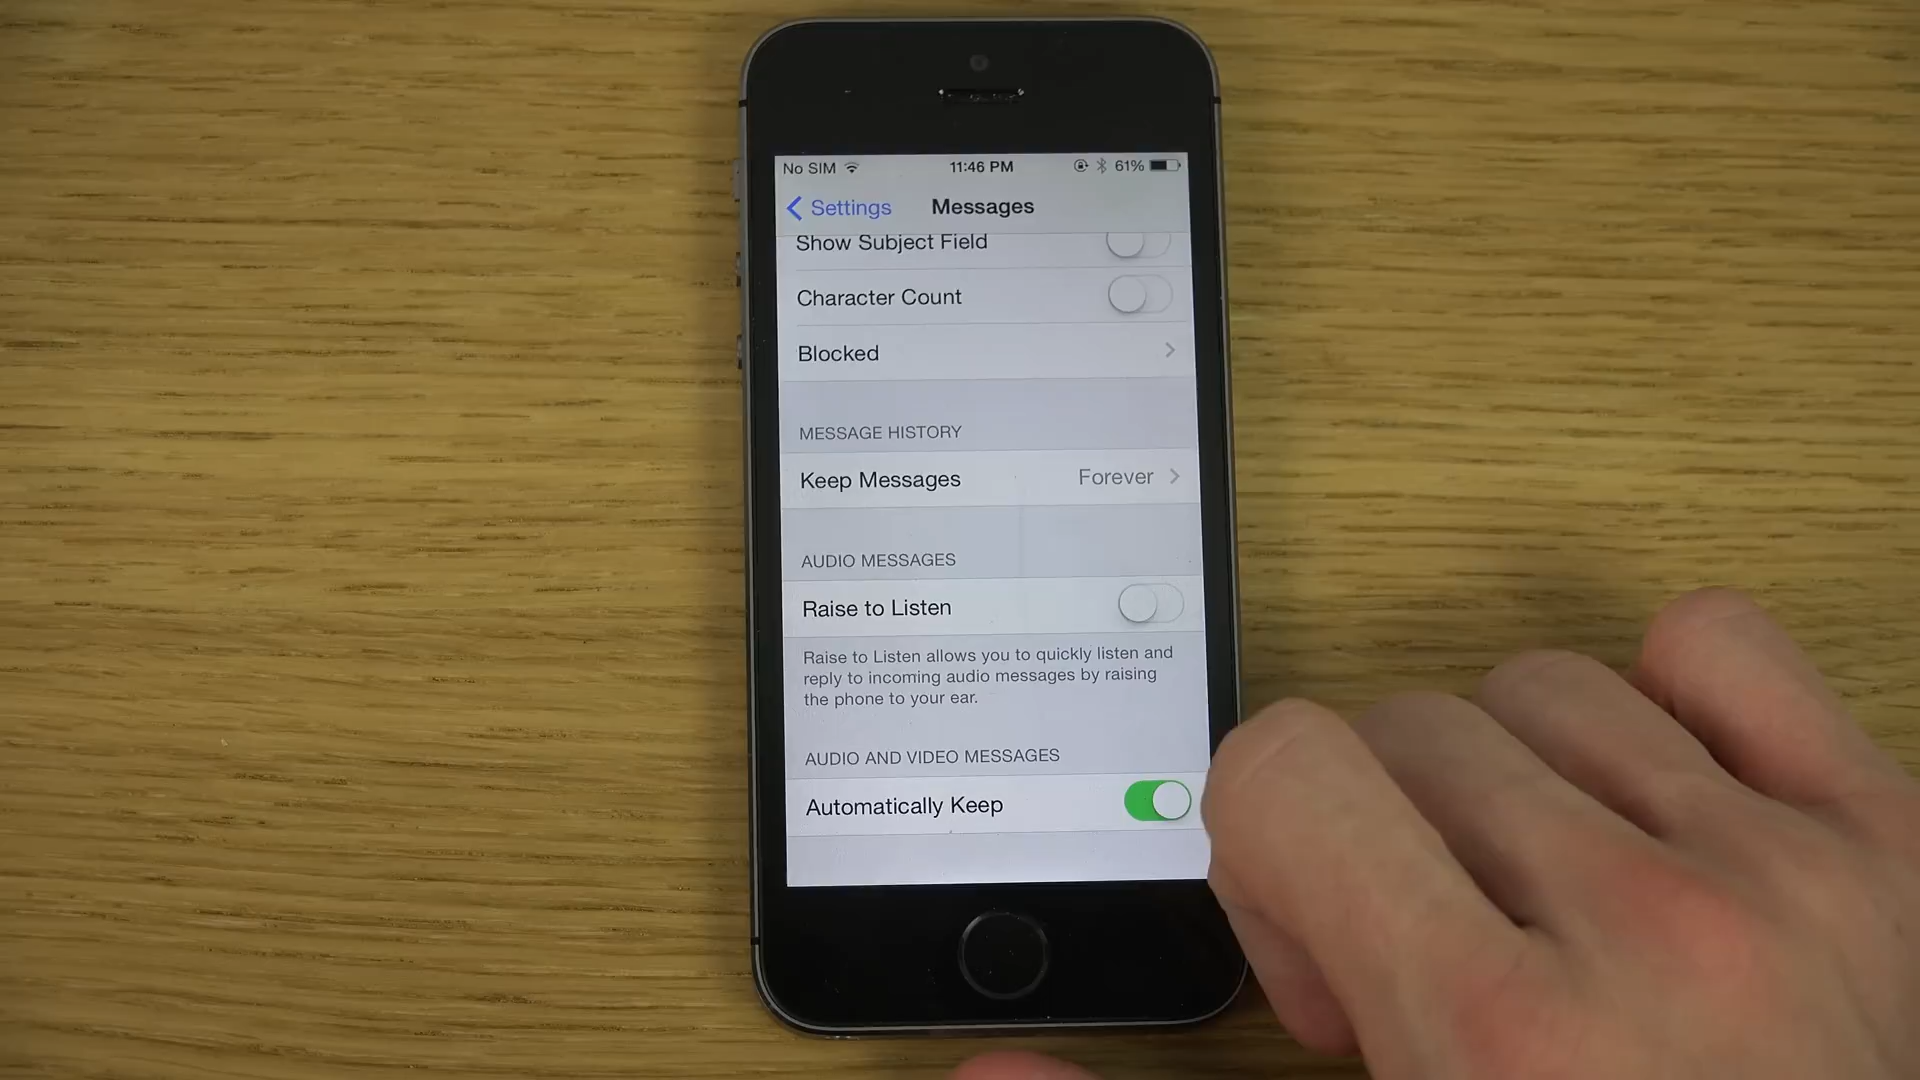 No SIM 11:46 PM 61%
Settings Messages
Show Subject Field
Character Count
Blocked
MESSAGE HISTORY
Keep Messages Forever
AUDIO MESSAGES
Raise to Listen
Raise to Listen allows you to quickly listen and
reply to incoming audio messages by raising
the phone to your ear.
AUDIO AND VIDEO MESSAGES
Automatically Keep